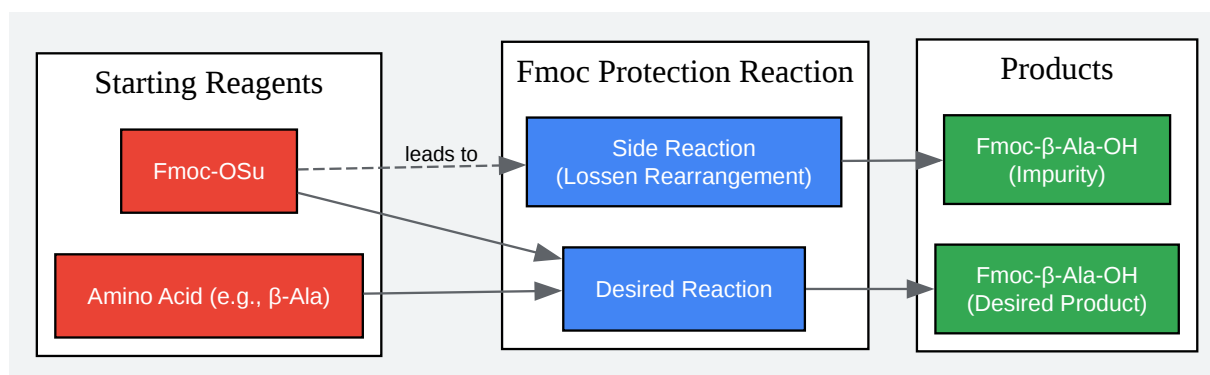 Starting Reagents
Fmoc-OSu
Amino Acid (e.g., β-Ala)
leads to
Fmoc Protection Reaction
Side Reaction
(Lossen Rearrangement)
Desired Reaction
Products
Fmoc-β-Ala-OH
(Impurity)
Fmoc-β-Ala-OH
(Desired Product)